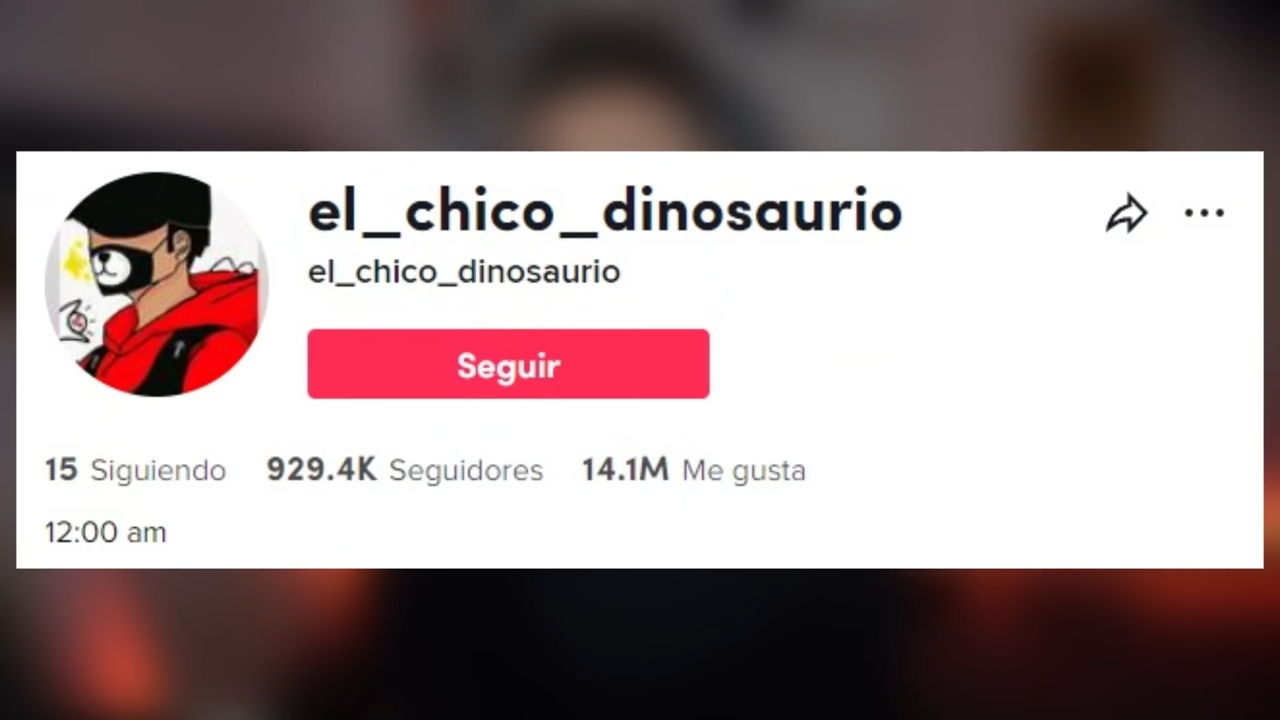 el_chico_dinosaurio
el_chico_dinosaurio
Seguir
15 Siguiendo 929.4K Seguidores 14.1M Me gusta
12:00 am